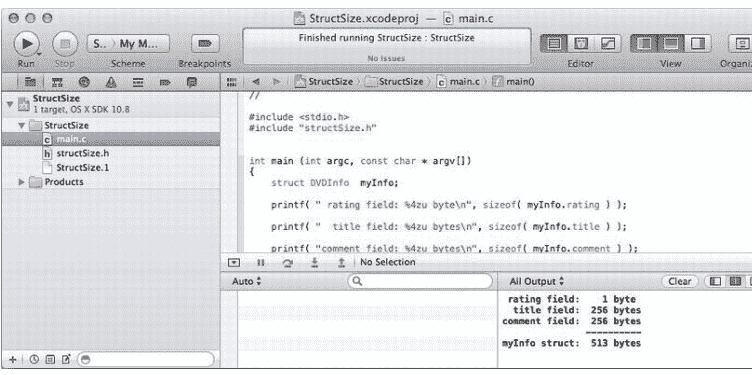 StructSize.xcodeproj — main.c
Finished running StructSize : StructSize
No Issues
S.. My M...
Run Stop Scheme Breakpoints Editor View Organi
StructSize
1 target, OS X SDK 10.8
StructSize
main.c
structSize.h
StructSize.1
Products
StructSize StructSize main.c main()
//
#include <stdio.h>
#include "structSize.h"
int main (int argc, const char * argv[])
{
struct DVDInfo myInfo;
printf( " rating field: %4zu byte\n", sizeof( myInfo.rating ) );
printf( "  title field: %4zu bytes\n", sizeof( myInfo.title ) );
printf( "comment field: %4zu bytes\n", sizeof( myInfo.comment ) );
No Selection
Auto
All Output Clear
rating field:    1 byte
title field:  256 bytes
comment field:  256 bytes
----------
myInfo struct:  513 bytes